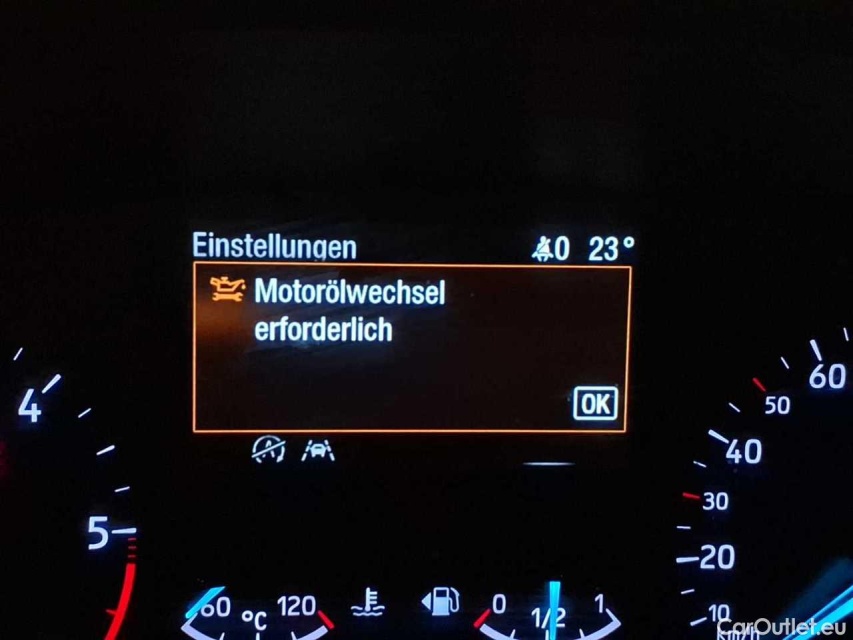 Einstellungen 0 23°
Motorölwechsel
erforderlich
OK
4
5
60
50
40
30
20
10
km/h
60 °C 120
0 1/2 1
CarOutlet.eu